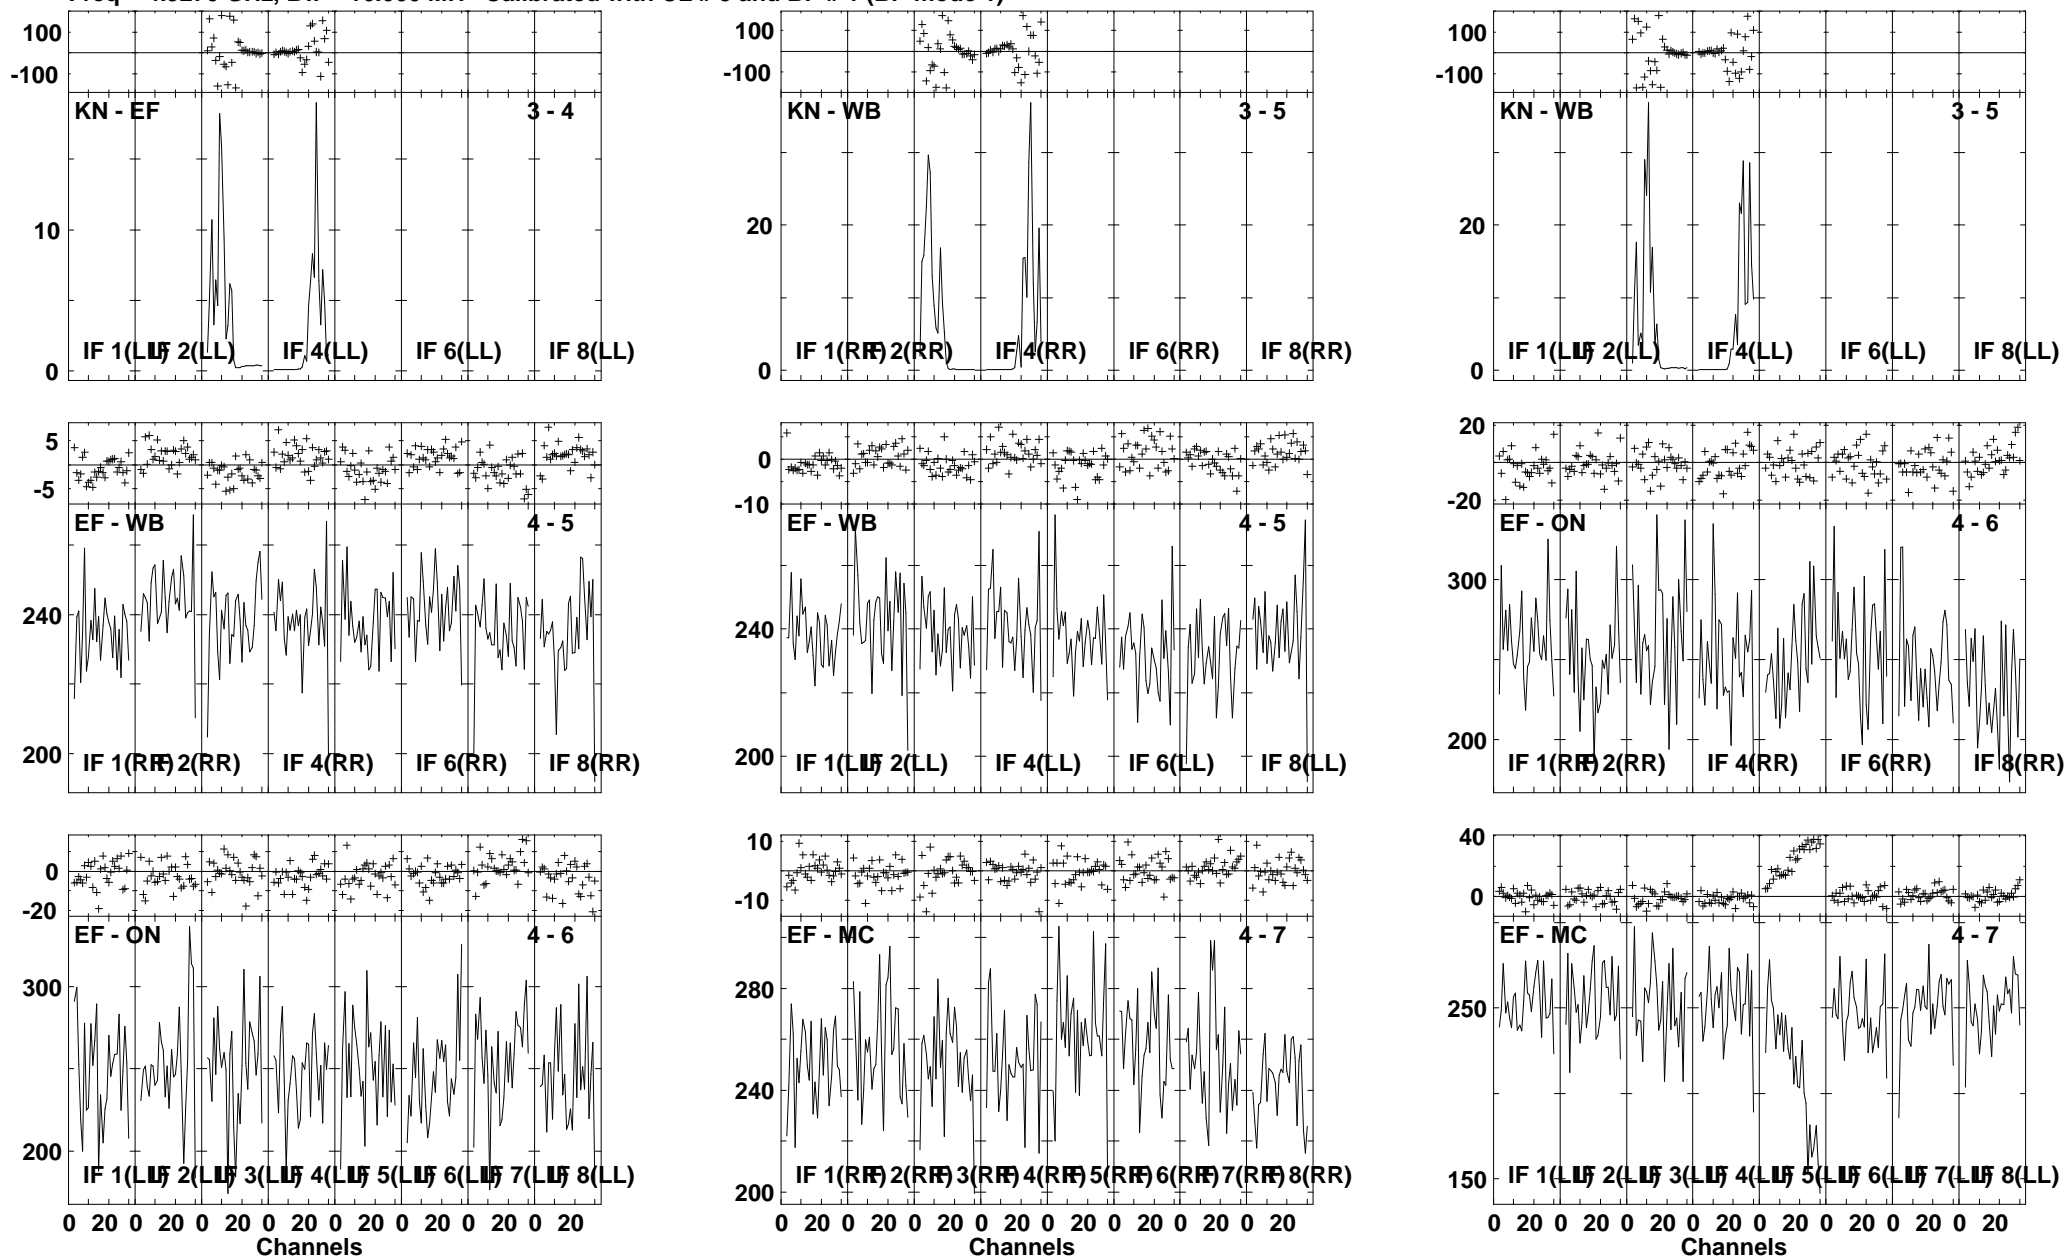 100
-100
KN - EF 3 - 4
10
0
IF 1(LL) IF 2(LL) IF 4(LL) IF 6(LL) IF 8(LL)
100
-100
KN - WB 3 - 5
20
0
IF 1(RR) IF 2(RR) IF 4(RR) IF 6(RR) IF 8(RR)
100
-100
KN - WB 3 - 5
20
0
IF 1(LL) IF 2(LL) IF 4(LL) IF 6(LL) IF 8(LL)
5
-5
EF - WB 4 - 5
240
200
IF 1(RR) IF 2(RR) IF 4(RR) IF 6(RR) IF 8(RR)
0
-10
EF - WB 4 - 5
240
200
IF 1(LL) IF 2(LL) IF 4(LL) IF 6(LL) IF 8(LL)
20
-20
EF - ON 4 - 6
300
200
IF 1(RR) IF 2(RR) IF 4(RR) IF 6(RR) IF 8(RR)
0
-20
EF - ON 4 - 6
300
200
IF 1(LL) IF 2(LL) IF 3(LL) IF 4(LL) IF 5(LL) IF 6(LL) IF 7(LL) IF 8(LL)
0 20 0 20 0 20 0 20 0 20 0 20 0 20 0 20
Channels
10
-10
EF - MC 4 - 7
280
240
200
IF 1(RR) IF 2(RR) IF 3(RR) IF 4(RR) IF 5(RR) IF 6(RR) IF 7(RR) IF 8(RR)
0 20 0 20 0 20 0 20 0 20 0 20 0 20 0 20
Channels
40
0
EF - MC 4 - 7
250
150
IF 1(LL) IF 2(LL) IF 3(LL) IF 4(LL) IF 5(LL) IF 6(LL) IF 7(LL) IF 8(LL)
0 20 0 20 0 20 0 20 0 20 0 20 0 20 0 20
Channels